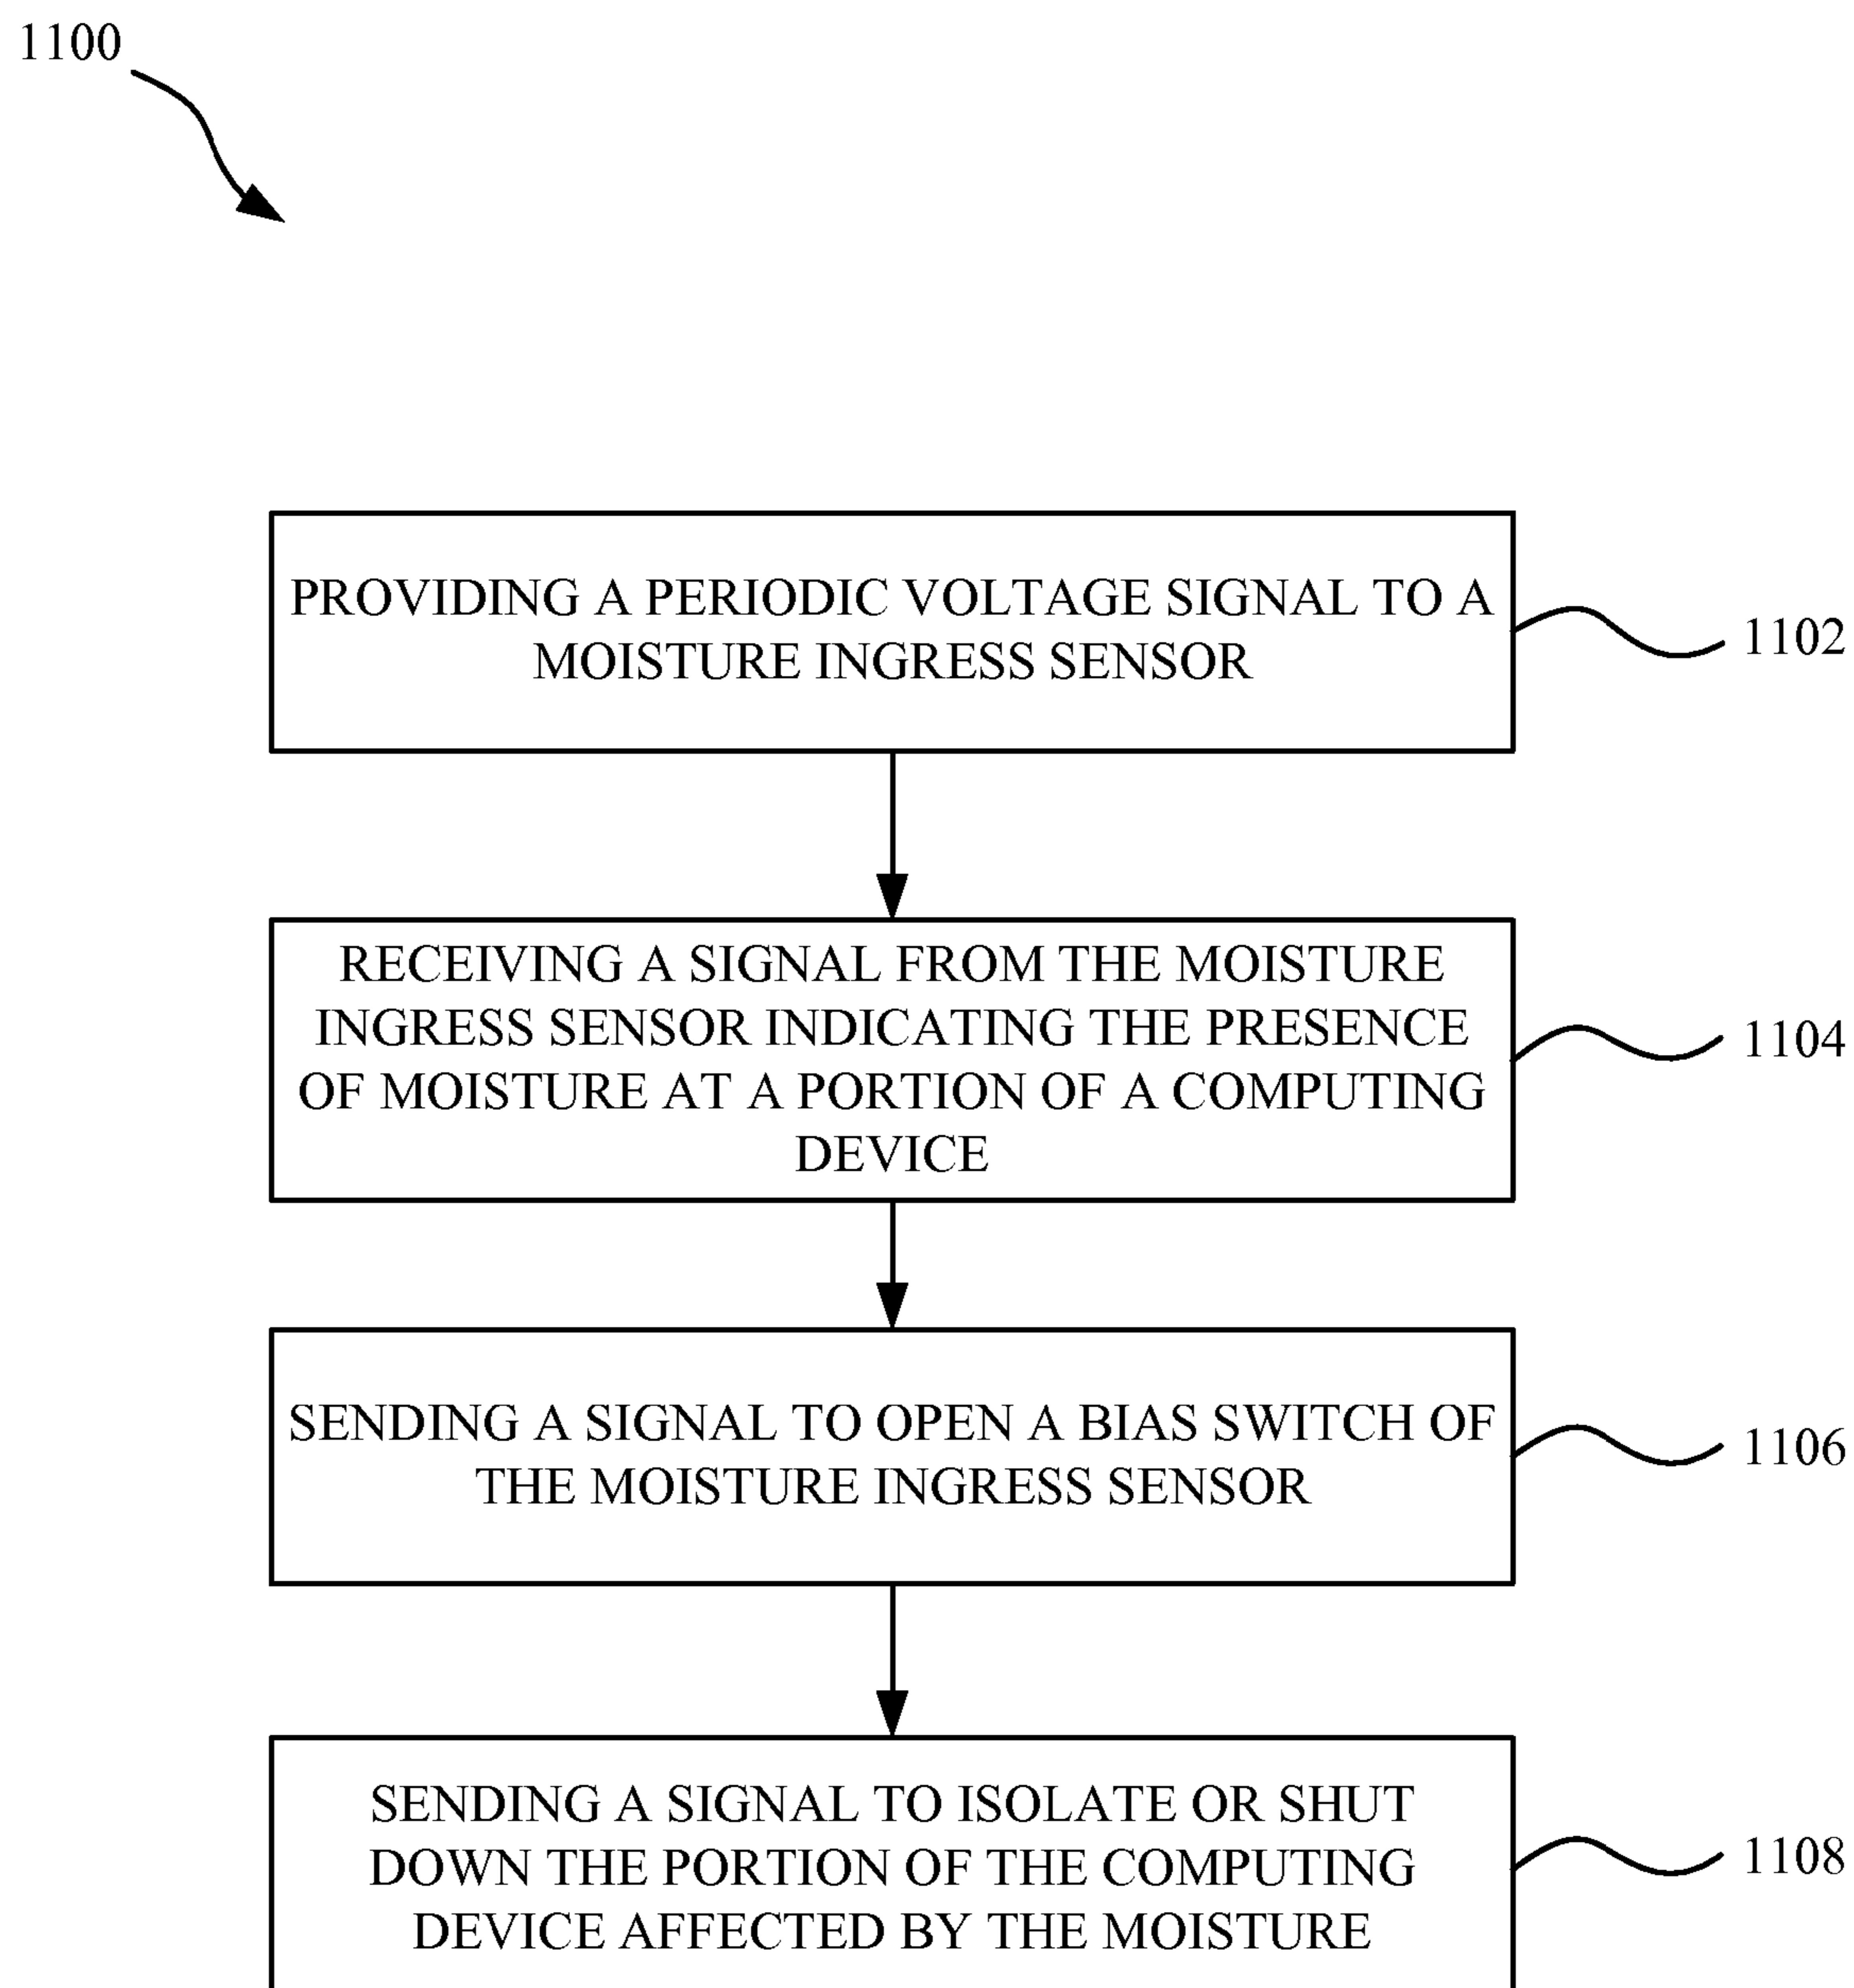 1100
PROVIDING A PERIODIC VOLTAGE SIGNAL TO A
MOISTURE INGRESS SENSOR
1102
RECEIVING A SIGNAL FROM THE MOISTURE
INGRESS SENSOR INDICATING THE PRESENCE
OF MOISTURE AT A PORTION OF A COMPUTING
DEVICE
1104
SENDING A SIGNAL TO OPEN A BIAS SWITCH OF
THE MOISTURE INGRESS SENSOR
1106
SENDING A SIGNAL TO ISOLATE OR SHUT
DOWN THE PORTION OF THE COMPUTING
DEVICE AFFECTED BY THE MOISTURE
1108